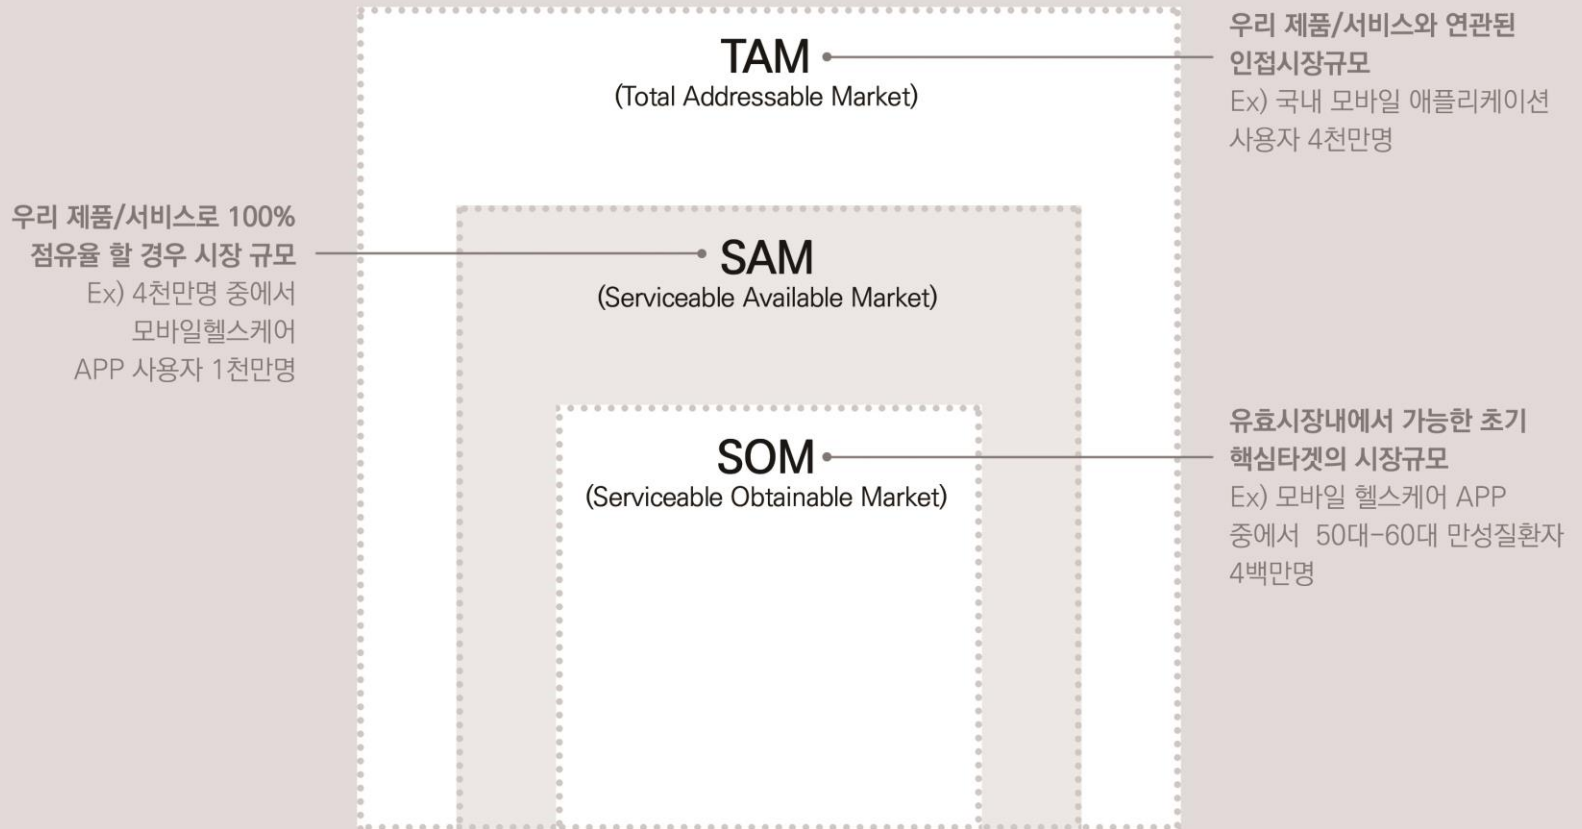 TAM
(Total Addressable Market)
우리 제품/서비스와 연관된
인접시장규모
Ex) 국내 모바일 애플리케이션
사용자 4천만명
우리 제품/서비스로 100%
점유율 할 경우 시장 규모
Ex) 4천만명 중에서
모바일헬스케어
APP 사용자 1천만명
SAM
(Serviceable Available Market)
SOM
(Serviceable Obtainable Market)
유효시장내에서 가능한 초기
핵심타겟의 시장규모
Ex) 모바일 헬스케어 APP
중에서 50대-60대 만성질환자
4백만명